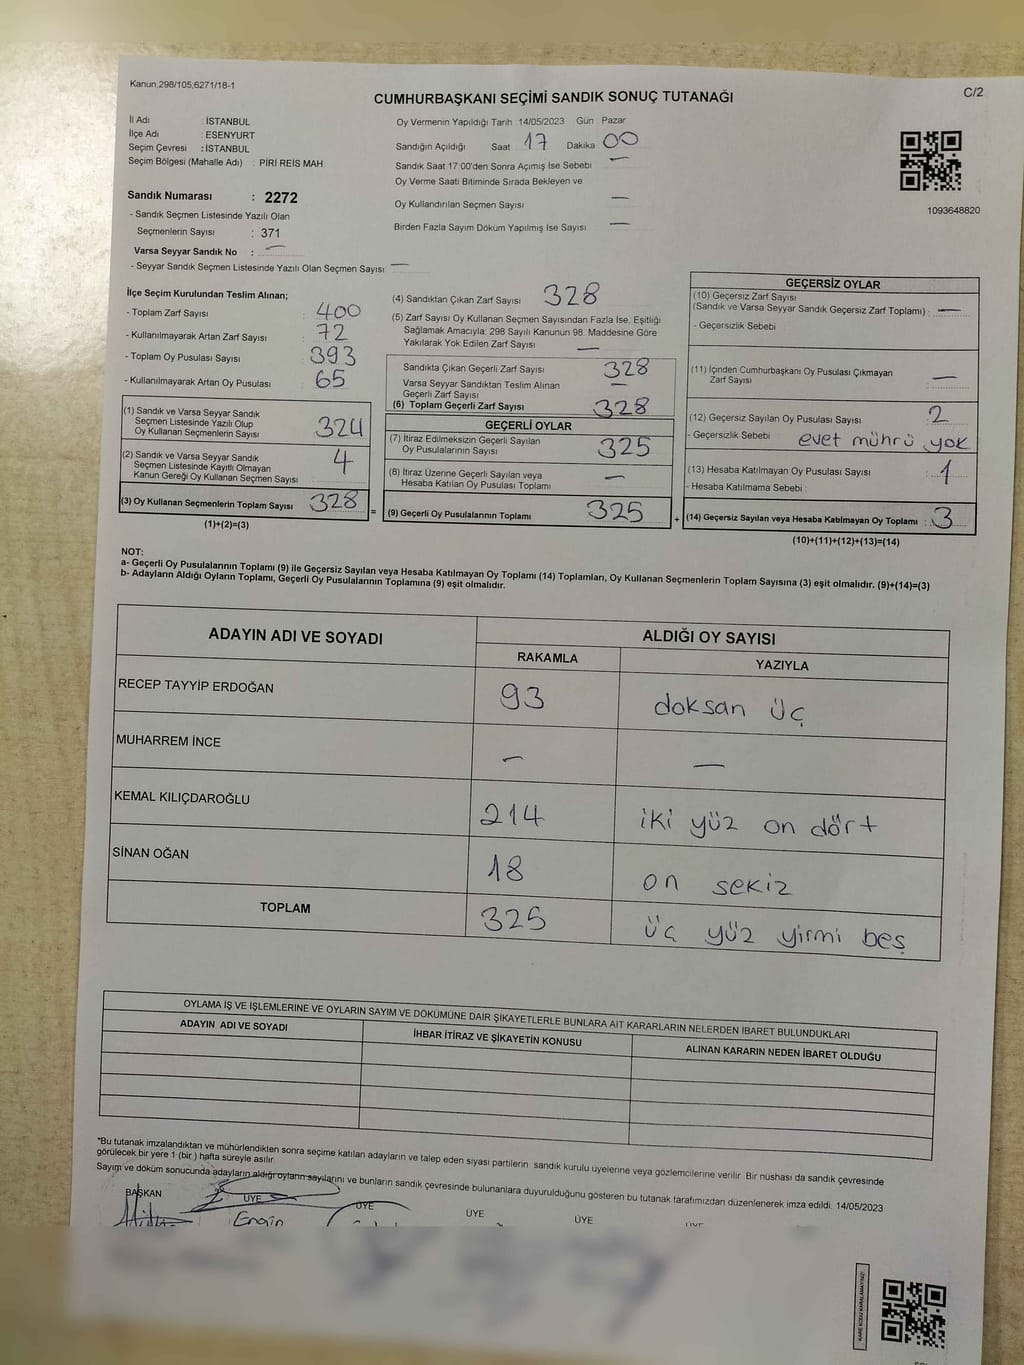 Kanun;298/105;6271/18-1
C/2
CUMHURBAŞKANI SEÇİMİ SANDIK SONUÇ TUTANAĞI
İl Adı : İSTANBUL
İlçe Adı : ESENYURT
Seçim Çevresi : İSTANBUL
Seçim Bölgesi (Mahalle Adı) : PİRİ REİS MAH.
Sandık Numarası : 2272
- Sandık Seçmen Listesinde Yazılı Olan
Seçmenlerin Sayısı : 371
Varsa Seyyar Sandık No : —
- Seyyar Sandık Seçmen Listesinde Yazılı Olan Seçmen Sayısı: —
Oy Vermenin Yapıldığı Tarih :14/05/2023 Gün : Pazar
Sandığın Açıldığı Saat 17 Dakika 00
Sandık Saat 17:00'den Sonra Açımış İse Sebebi —
Oy Verme Saati Bitiminde Sırada Bekleyen ve
Oy Kullandırılan Seçmen Sayısı —
Birden Fazla Sayım Döküm Yapılmış İse Sayısı —
1093648820
İlçe Seçim Kurulundan Teslim Alınan;
- Toplam Zarf Sayısı : 400
- Kullanılmayarak Artan Zarf Sayısı : 72
- Toplam Oy Pusulası Sayısı : 393
- Kullanılmayarak Artan Oy Pusulası : 65
(1) Sandık ve Varsa Seyyar Sandık
Seçmen Listesinde Yazılı Olup
Oy Kullanan Seçmenlerin Sayısı 324
(2) Sandık ve Varsa Seyyar Sandık
Seçmen Listesinde Kayıtlı Olmayan
Kanun Gereği Oy Kullanan Seçmen Sayısı : 4
(3) Oy Kullanan Seçmenlerin Toplam Sayısı 328
(1)+(2)=(3)
=
(4) Sandıktan Çıkan Zarf Sayısı 328
(5) Zarf Sayısı Oy Kullanan Seçmen Sayısından Fazla İse, Eşitliği
Sağlamak Amacıyla; 298 Sayılı Kanunun 98. Maddesine Göre
Yakılarak Yok Edilen Zarf Sayısı —
Sandıkta Çıkan Geçerli Zarf Sayısı 328
Varsa Seyyar Sandıktan Teslim Alınan —
Geçerli Zarf Sayısı
(6) Toplam Geçerli Zarf Sayısı 328
GEÇERLİ OYLAR
(7) İtiraz Edilmeksizin Geçerli Sayılan
Oy Pusulalarının Sayısı 325
(8) İtiraz Üzerine Geçerli Sayılan veya
Hesaba Katılan Oy Pusulası Toplamı —
(9) Geçerli Oy Pusulalarının Toplamı 325
+
GEÇERSİZ OYLAR
(10) Geçersiz Zarf Sayısı
(Sandık ve Varsa Seyyar Sandık Geçersiz Zarf Toplamı) : —
- Geçersizlik Sebebi
(11) İçinden Cumhurbaşkanı Oy Pusulası Çıkmayan
Zarf Sayısı : —
(12) Geçersiz Sayılan Oy Pusulası Sayısı 2
- Geçersizlik Sebebi : evet mührü yok
(13) Hesaba Katılmayan Oy Pusulası Sayısı : 1
- Hesaba Katılmama Sebebi :
(14) Geçersiz Sayılan veya Hesaba Katılmayan Oy Toplamı : 3
(10)+(11)+(12)+(13)=(14)
NOT:
a- Geçerli Oy Pusulalarının Toplamı (9) ile Geçersiz Sayılan veya Hesaba Katılmayan Oy Toplamı (14) Toplamları, Oy Kullanan Seçmenlerin Toplam Sayısına (3) eşit olmalıdır. (9)+(14)=(3)
b- Adayların Aldığı Oyların Toplamı, Geçerli Oy Pusulalarının Toplamına (9) eşit olmalıdır.
ADAYIN ADI VE SOYADI
ALDIĞI OY SAYISI
RAKAMLA YAZIYLA
RECEP TAYYİP ERDOĞAN 93 doksan üç
MUHARREM İNCE — —
KEMAL KILIÇDAROĞLU 214 iki yüz on dört
SİNAN OĞAN 18 on sekiz
TOPLAM 325 üç yüz yirmi beş
OYLAMA İŞ VE İŞLEMLERİNE VE OYLARIN SAYIM VE DÖKÜMÜNE DAİR ŞİKAYETLERLE BUNLARA AİT KARARLARIN NELERDEN İBARET BULUNDUKLARI
ADAYIN ADI VE SOYADI İHBAR İTİRAZ VE ŞİKAYETİN KONUSU ALINAN KARARIN NEDEN İBARET OLDUĞU
*Bu tutanak imzalandıktan ve mühürlendikten sonra seçime katılan adayların ve talep eden siyasi partilerin sandık kurulu üyelerine veya gözlemcilerine verilir. Bir nüshası da sandık çevresinde
görülecek bir yere 1 (bir ) hafta süreyle asılır.
Sayım ve döküm sonucunda adayların aldığı oyların sayılarını ve bunların sandık çevresinde bulunanlara duyurulduğunu gösteren bu tutanak tarafımızdan düzenlenerek imza edildi. 14/05/2023
BAŞKAN ÜYE ÜYE ÜYE ÜYE ÜYE
Engin
KARE KODU KARALAMAYINIZ!